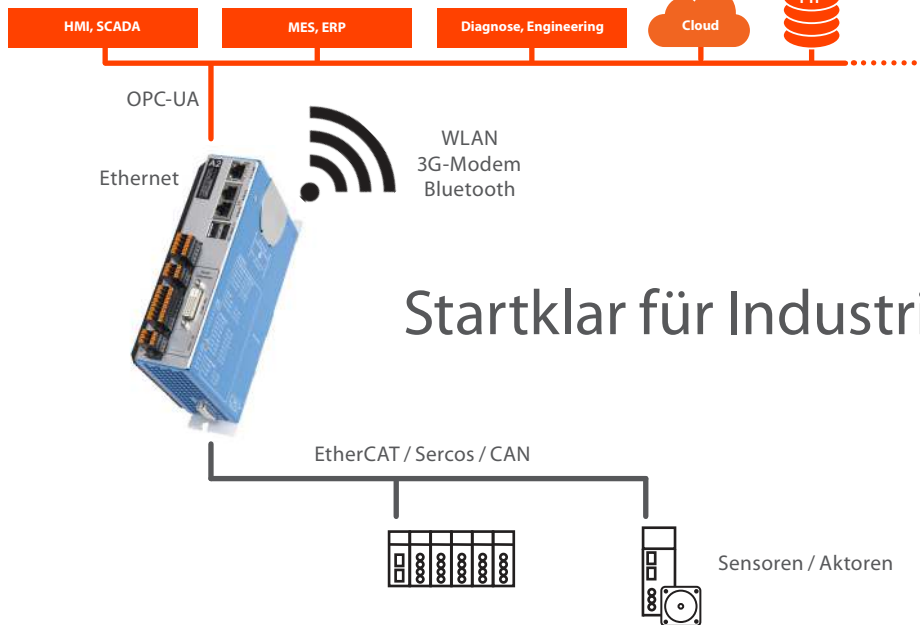 HMI, SCADA
MES, ERP
Diagnose, Engineering
Cloud
OPC-UA
Ethernet
WLAN
3G-Modem
Bluetooth
Startklar für Industri
EtherCAT / Sercos / CAN
Sensoren / Aktoren